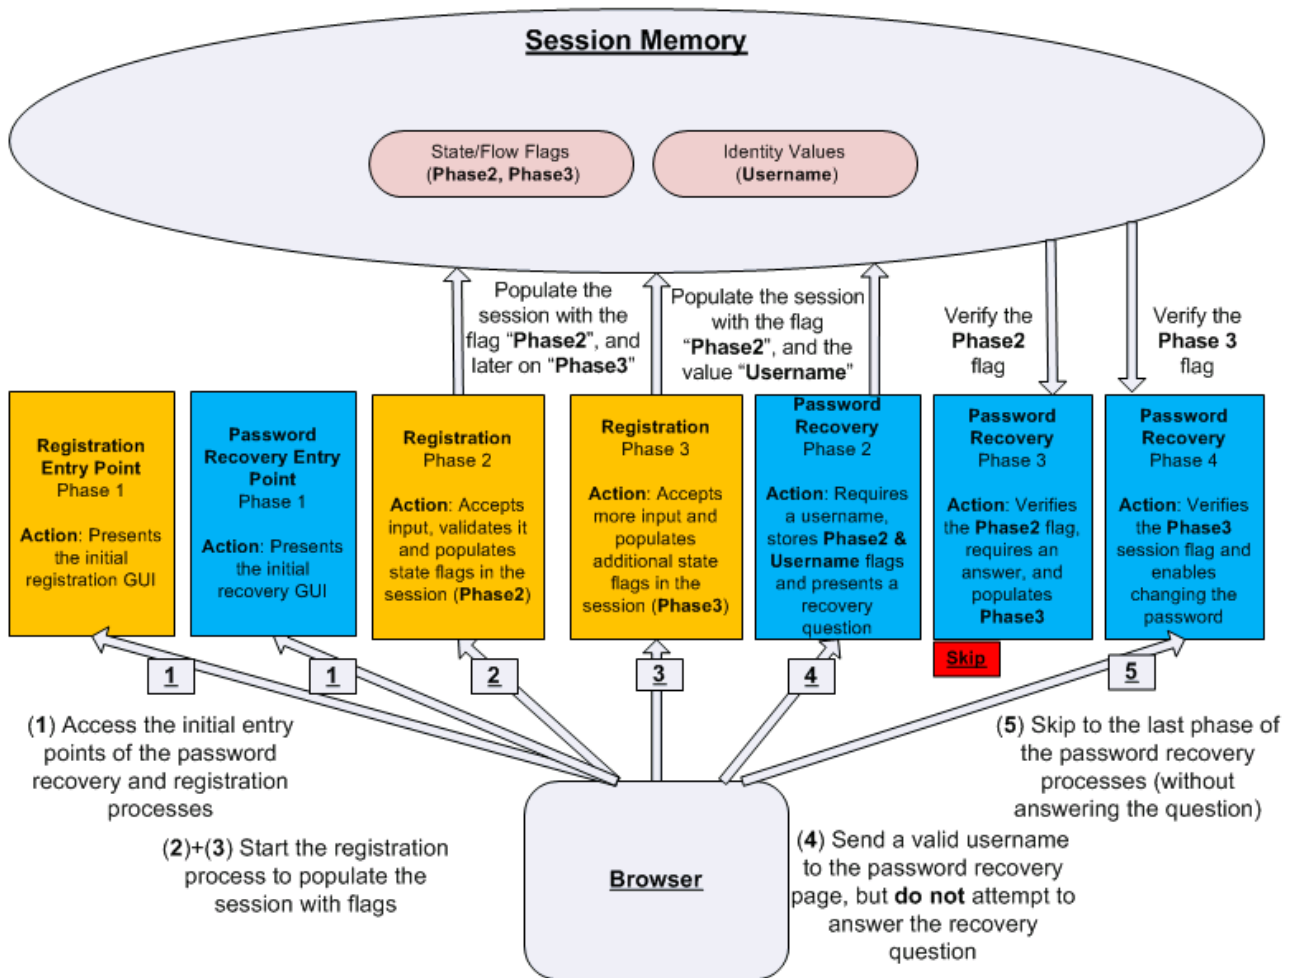 Session Memory
State/Flow Flags
(Phase2, Phase3)
Identity Values
(Username)
Populate the
session with the
flag “Phase2”, and
later on “Phase3”
Populate the session
with the flag
“Phase2”, and the
value “Username”
Verify the
Phase2
flag
Verify the
Phase 3
flag
Registration
Entry Point
Phase 1
Action: Presents
the initial
registration GUI
Password
Recovery Entry
Point
Phase 1
Action: Presents
the initial
recovery GUI
Registration
Phase 2
Action: Accepts
input, validates it
and populates
state flags in the
session (Phase2)
Registration
Phase 3
Action: Accepts
more input and
populates
additional state
flags in the
session (Phase3)
Password
Recovery
Phase 2
Action: Requires
a username,
stores Phase2 &
Username flags
and presents a
recovery
question
Password
Recovery
Phase 3
Action: Verifies
the Phase2 flag,
requires an
answer, and
populates
Phase3
Password
Recovery
Phase 4
Action: Verifies
the Phase3
session flag and
enables
changing the
password
Skip
1
1
2
3
4
5
(1) Access the initial entry
points of the password
recovery and registration
processes
(2)+(3) Start the registration
process to populate the
session with flags
Browser
(4) Send a valid username
to the password recovery
page, but do not attempt to
answer the recovery
question
(5) Skip to the last phase of
the password recovery
processes (without
answering the question)